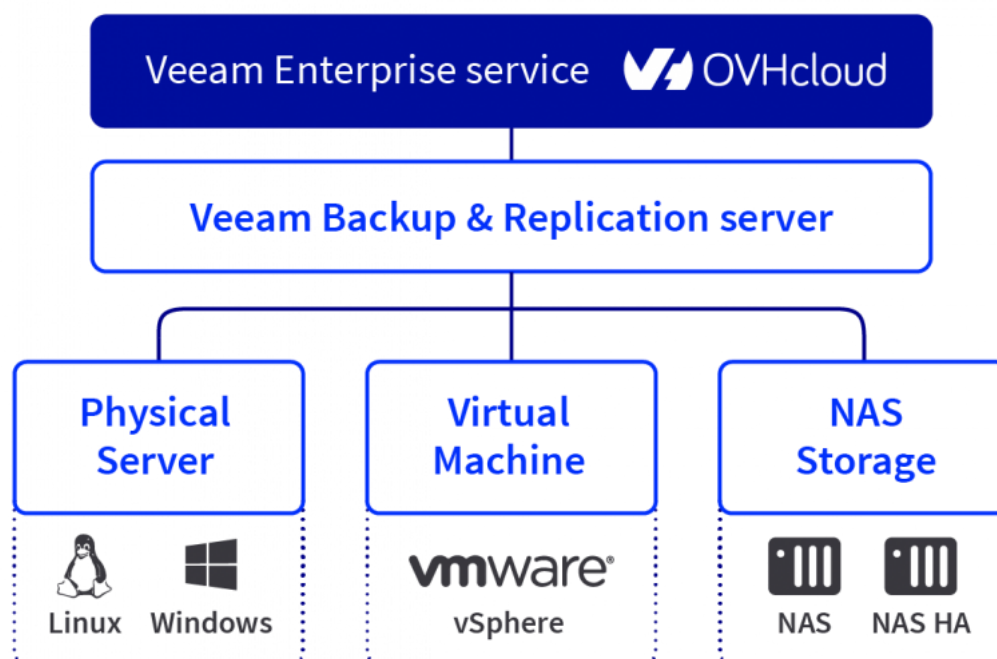 Veeam Enterprise service OVHcloud
Veeam Backup & Replication server
Physical
Server
Virtual
Machine
NAS
Storage
Linux Windows
vmware®
vSphere
NAS NAS HA